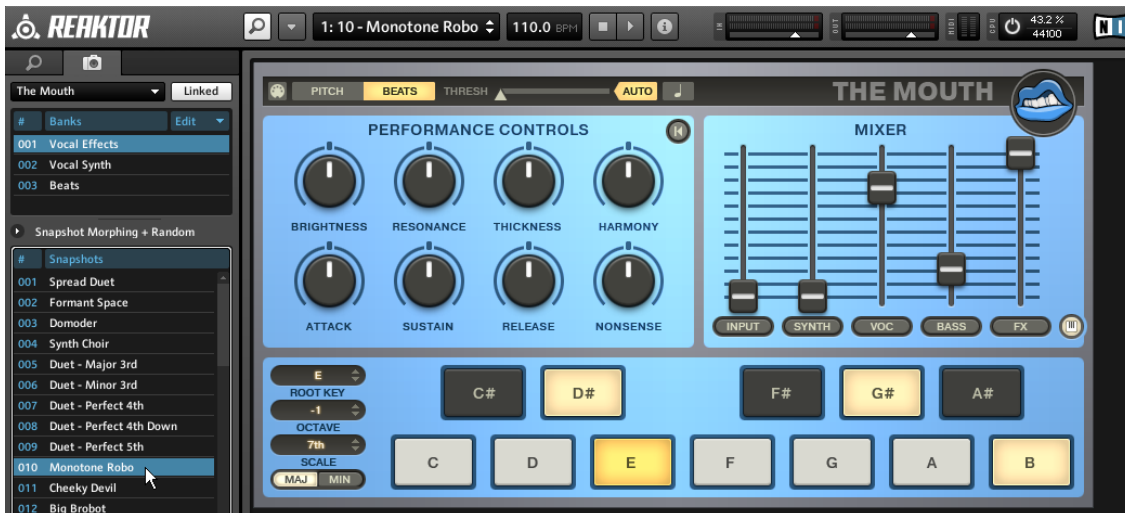 REAKTOR
1: 10 - Monotone Robo
110.0 BPM
IN
OUT
MIDI
CPU
43.2 %
44100
NI
The Mouth
Linked
# Banks Edit
001 Vocal Effects
002 Vocal Synth
003 Beats
Snapshot Morphing + Random
# Snapshots
001 Spread Duet
002 Formant Space
003 Domoder
004 Synth Choir
005 Duet - Major 3rd
006 Duet - Minor 3rd
007 Duet - Perfect 4th
008 Duet - Perfect 4th Down
009 Duet - Perfect 5th
010 Monotone Robo
011 Cheeky Devil
012 Big Brobot
PITCH BEATS THRESH AUTO
THE MOUTH
PERFORMANCE CONTROLS
BRIGHTNESS RESONANCE THICKNESS HARMONY
ATTACK SUSTAIN RELEASE NONSENSE
MIXER
INPUT SYNTH VOC BASS FX
E
ROOT KEY
-1
OCTAVE
7th
SCALE
MAJ MIN
C# D# F# G# A#
C D E F G A B